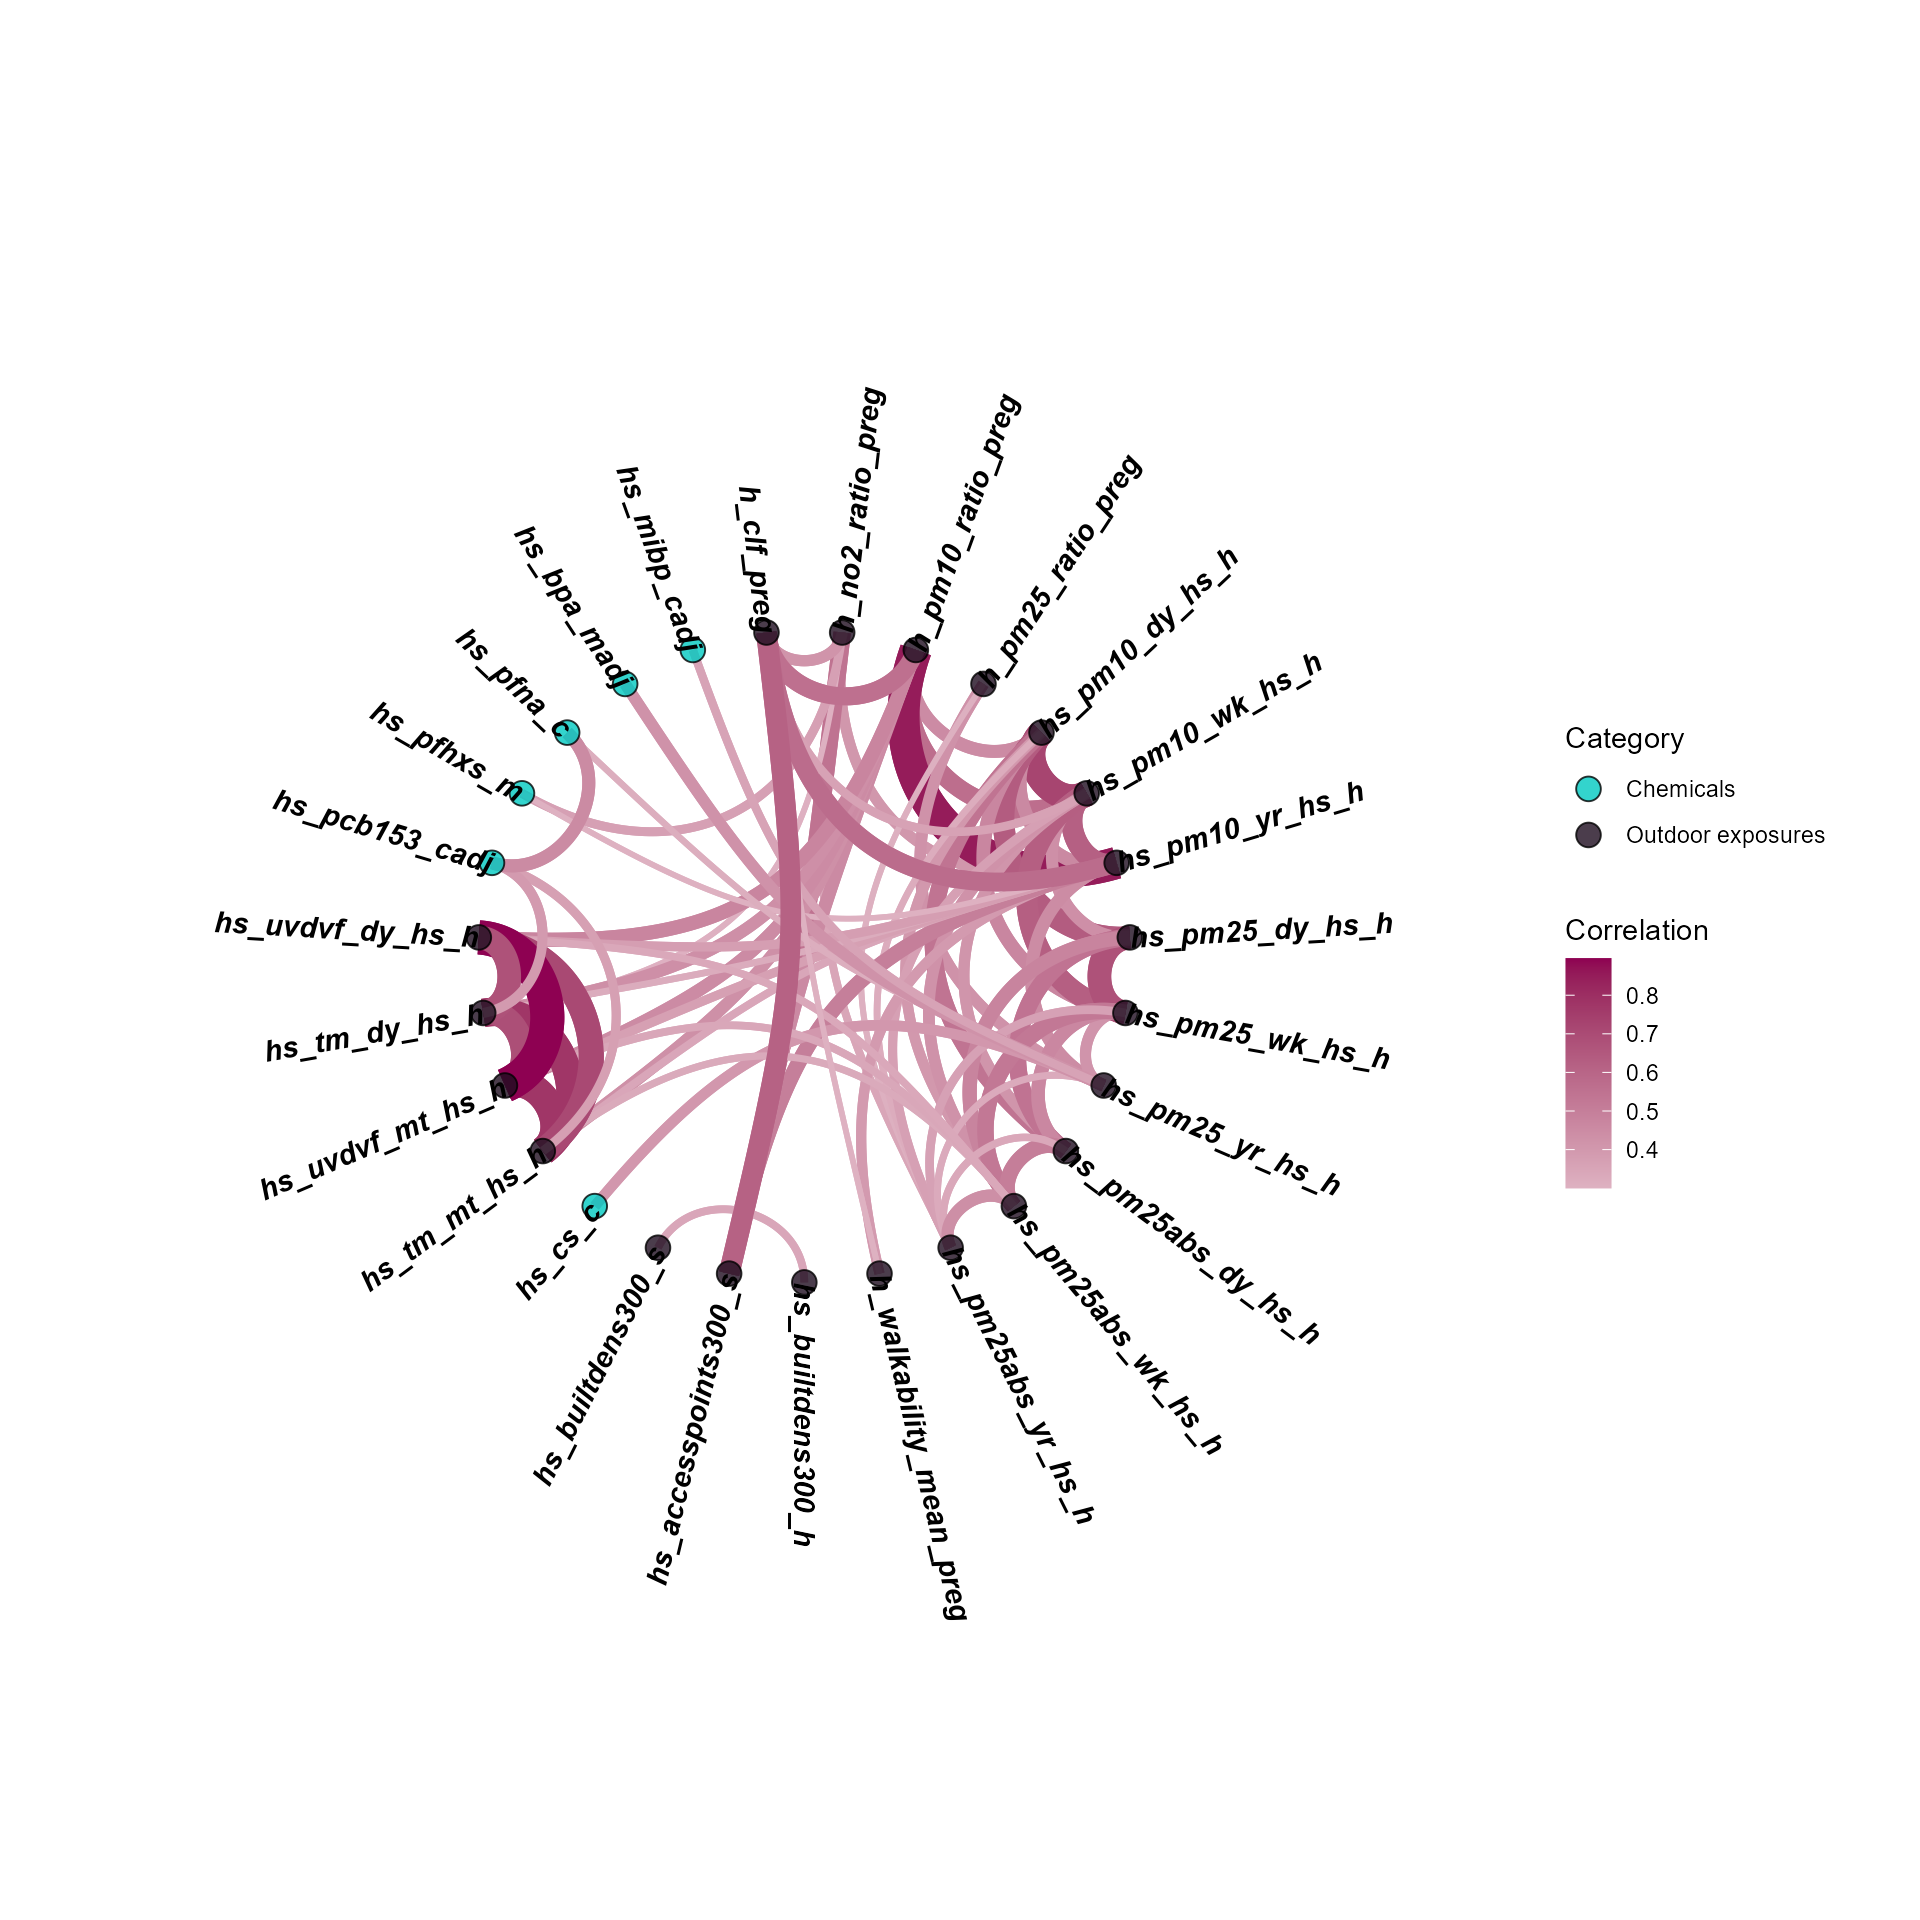 h_clf_preg
h_no2_ratio_preg
h_pm10_ratio_preg
h_pm25_ratio_preg
hs_pm10_dy_hs_h
hs_pm10_wk_hs_h
hs_pm10_yr_hs_h
hs_pm25_dy_hs_h
hs_pm25_wk_hs_h
hs_pm25_yr_hs_h
hs_pm25abs_dy_hs_h
hs_pm25abs_wk_hs_h
hs_pm25abs_yr_hs_h
h_walkability_mean_preg
hs_builtdens300_h
hs_accesspoints300_s
hs_builtdens300_s
hs_cs_c
hs_tm_mt_hs_h
hs_uvdvf_mt_hs_h
hs_tm_dy_hs_h
hs_uvdvf_dy_hs_h
hs_pcb153_cadj
hs_pfhxs_m
hs_pfna_c
hs_bpa_madj
hs_mibp_cadj
Category
Chemicals
Outdoor exposures
Correlation
0.8
0.7
0.6
0.5
0.4